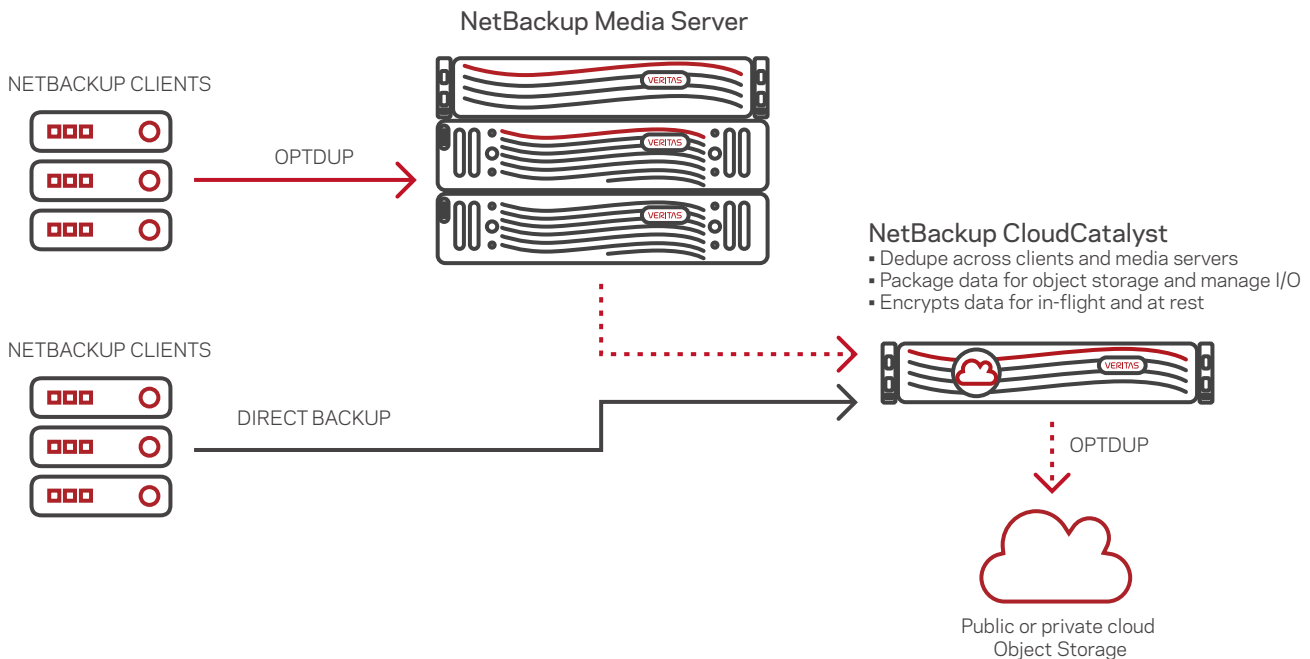 NetBackup Media Server
NETBACKUP CLIENTS
VERITAS
VERITAS
VERITAS
OPTDUP
NetBackup CloudCatalyst
▪ Dedupe across clients and media servers
▪ Package data for object storage and manage I/O
▪ Encrypts data for in-flight and at rest
NETBACKUP CLIENTS
VERITAS
DIRECT BACKUP
OPTDUP
Public or private cloud
Object Storage